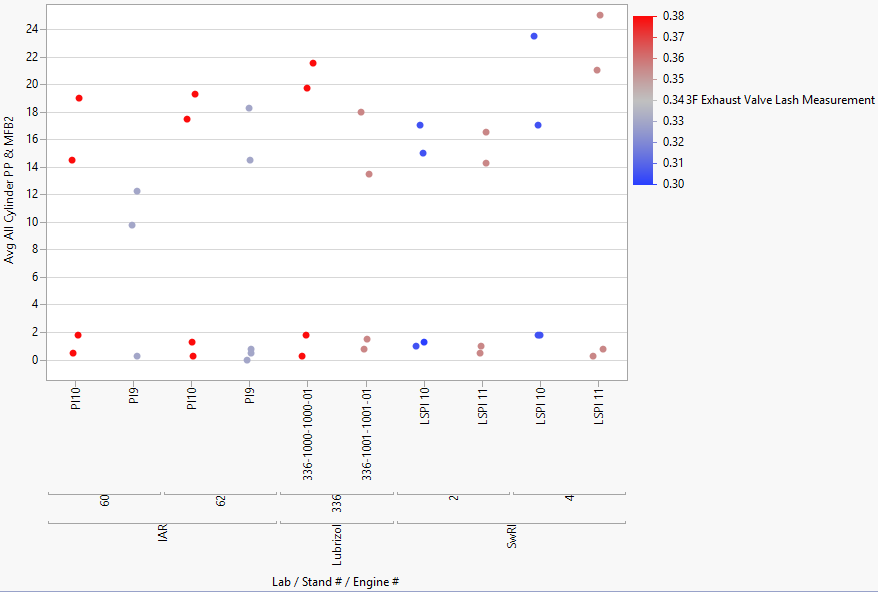 Avg All Cylinder PP & MFB2
24
22
20
18
16
14
12
10
8
6
4
2
0
0.38
0.37
0.36
0.35
0.34
0.33
0.32
0.31
0.30
3F Exhaust Valve Lash Measurement
PI10
PI9
PI10
PI9
336-1000-1000-01
336-1001-1001-01
LSPI 10
LSPI 11
LSPI 10
LSPI 11
60
62
336
2
4
IAR
Lubrizol
SwRI
Lab / Stand # / Engine #